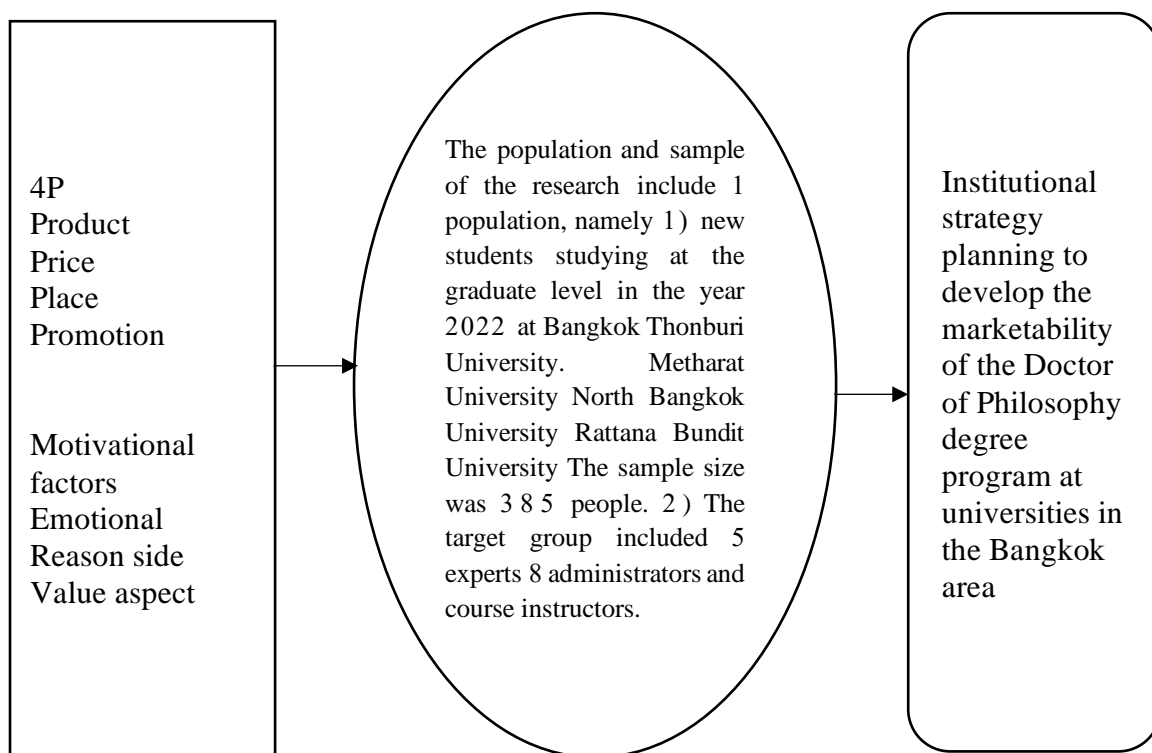 4P
Product
Price
Place
Promotion
Motivational
factors
Emotional
Reason side
Value aspect
The population and sample
of the research include 1
population, namely 1) new
students studying at the
graduate level in the year
2022 at Bangkok Thonburi
University. Metharat
University North Bangkok
University Rattana Bundit
University The sample size
was 385 people. 2) The
target group included 5
experts 8 administrators and
course instructors.
Institutional
strategy
planning to
develop the
marketability
of the Doctor
of Philosophy
degree
program at
universities in
the Bangkok
area